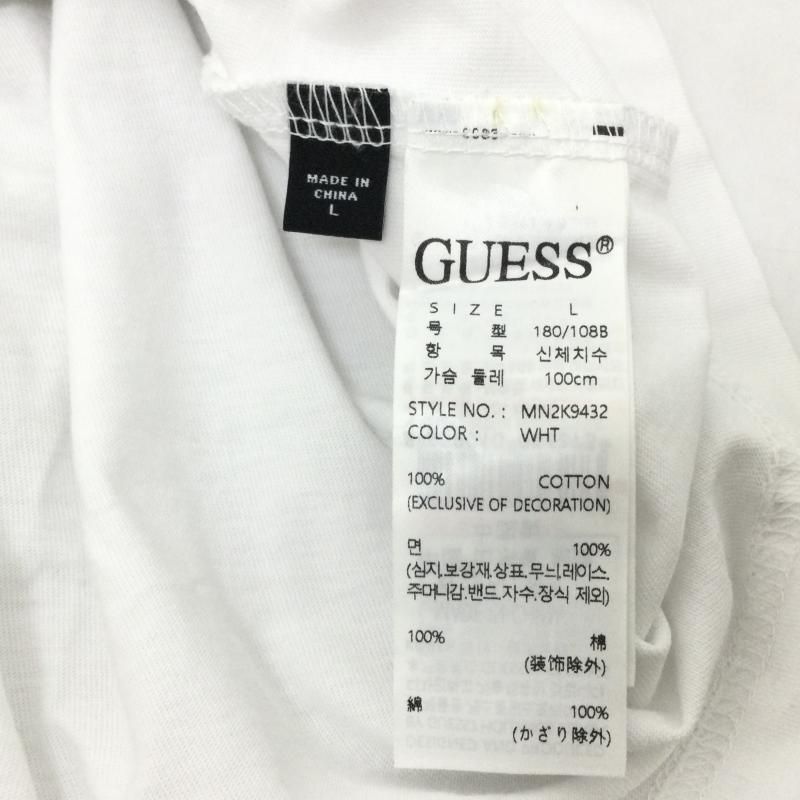 MADE IN
CHINA
L
GUESS®
SIZE L
号 型 180/108B
항 목 신체치수
가슴 둘레 100cm
STYLE NO. : MN2K9432
COLOR : WHT
100% COTTON
(EXCLUSIVE OF DECORATION)
면 100%
(심지.보강재.상표.무늬.레이스.
주머니감.밴드.자수.장식 제외)
100% 棉
(装饰除外)
綿 100%
(かざり除外)